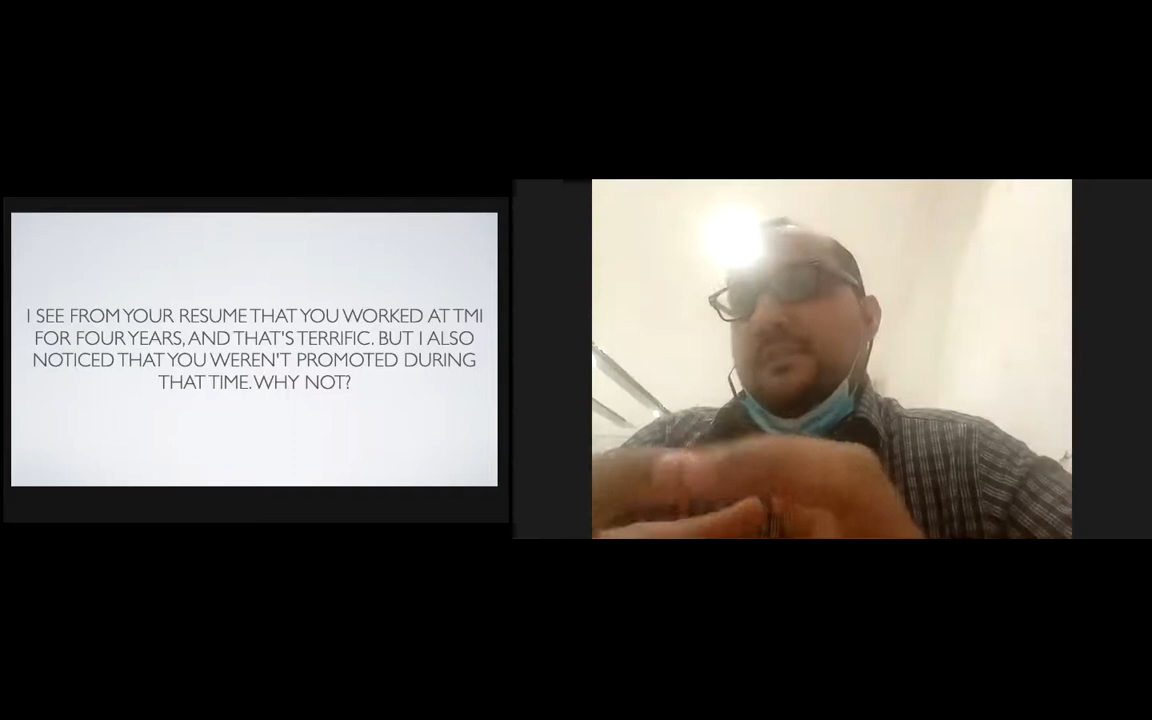 I SEE FROM YOUR RESUME THAT YOU WORKED AT TMI
FOR FOUR YEARS, AND THAT'S TERRIFIC. BUT I ALSO
NOTICED THAT YOU WEREN'T PROMOTED DURING
THAT TIME. WHY NOT?